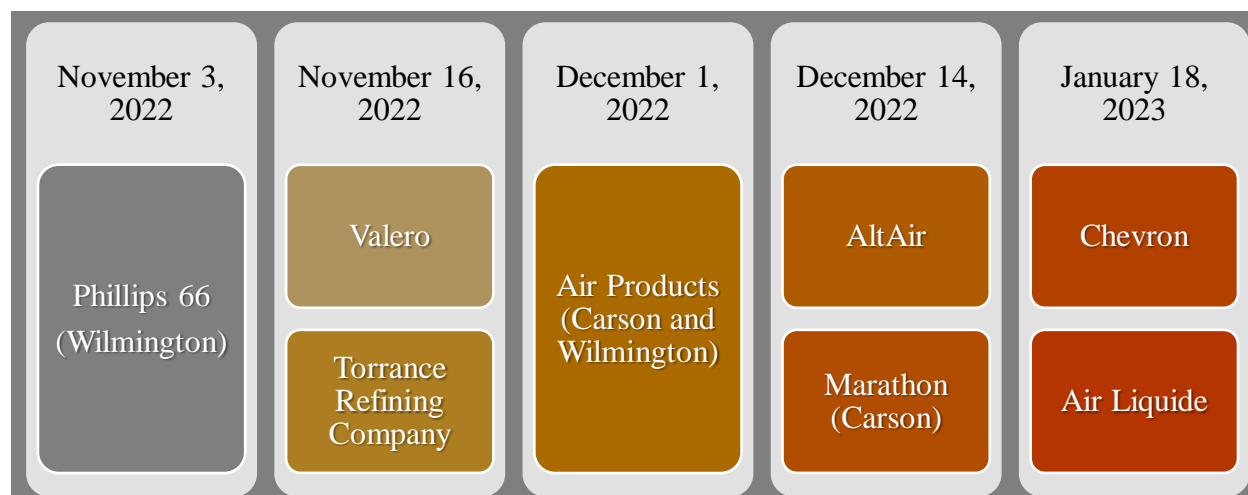 November 3,
2022
Phillips 66
(Wilmington)
November 16,
2022
Valero
Torrance
Refining
Company
December 1,
2022
Air Products
(Carson and
Wilmington)
December 14,
2022
AltAir
Marathon
(Carson)
January 18,
2023
Chevron
Air Liquide